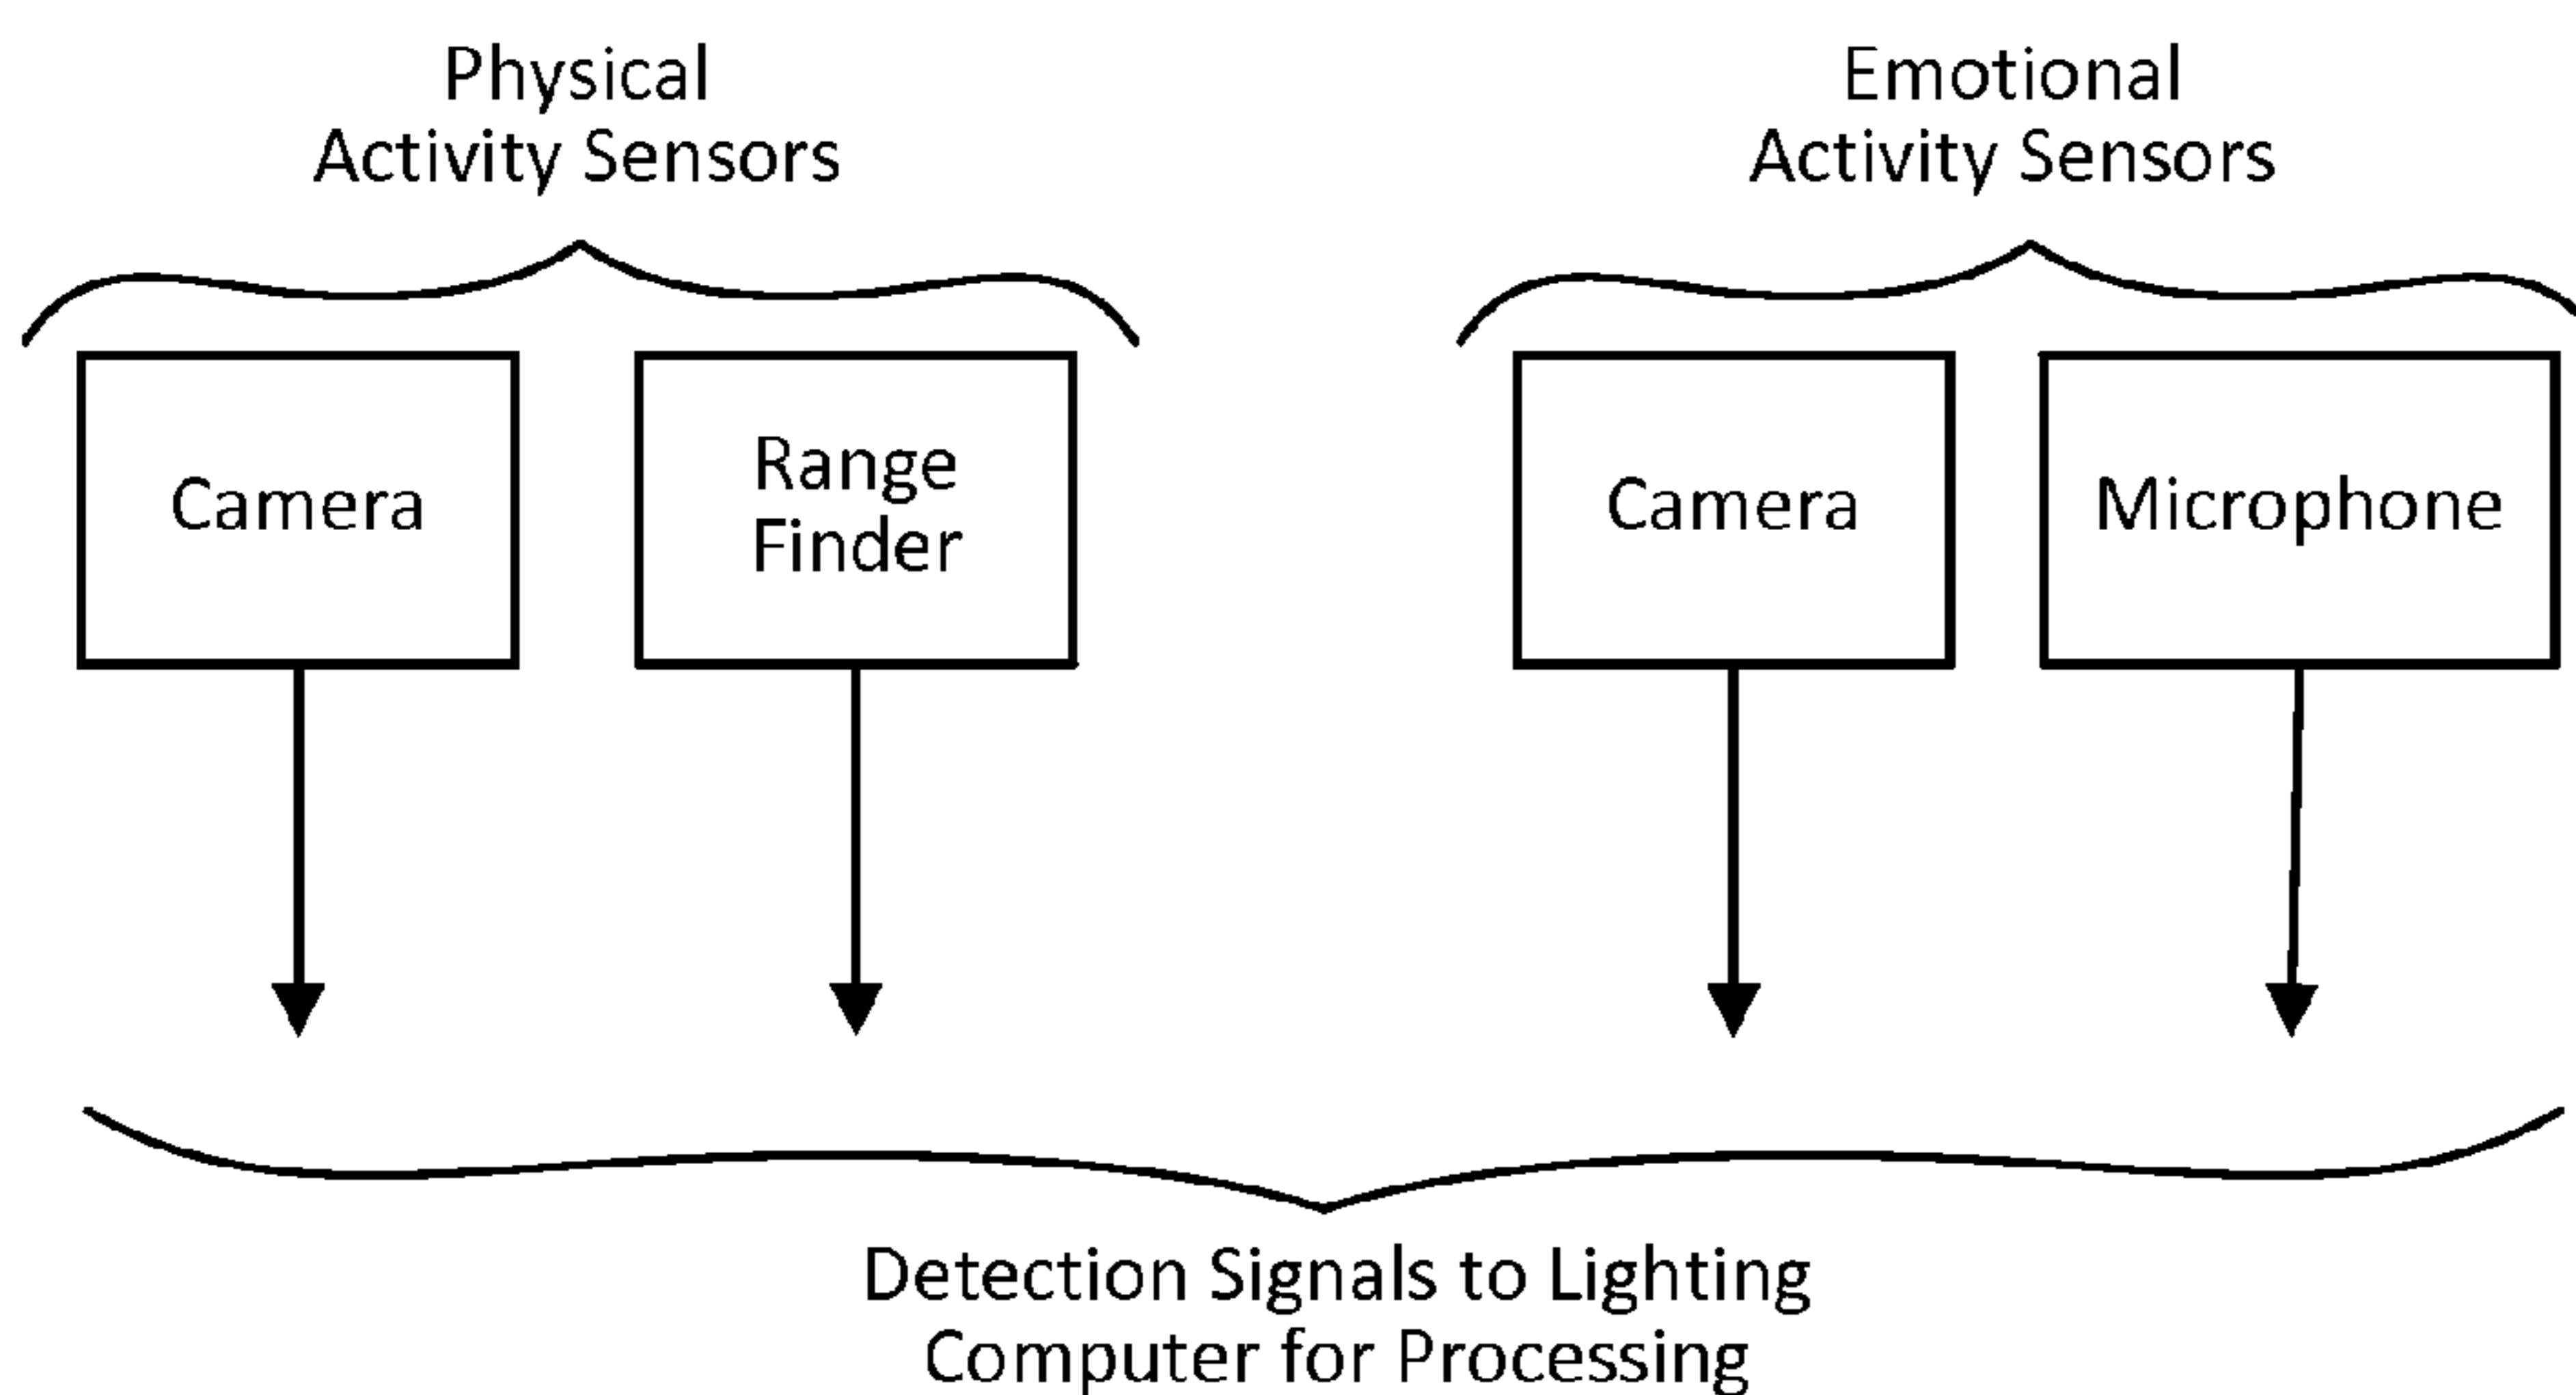 Physical
Activity Sensors
Emotional
Activity Sensors
Camera
Range
Finder
Camera
Microphone
Detection Signals to Lighting
Computer for Processing